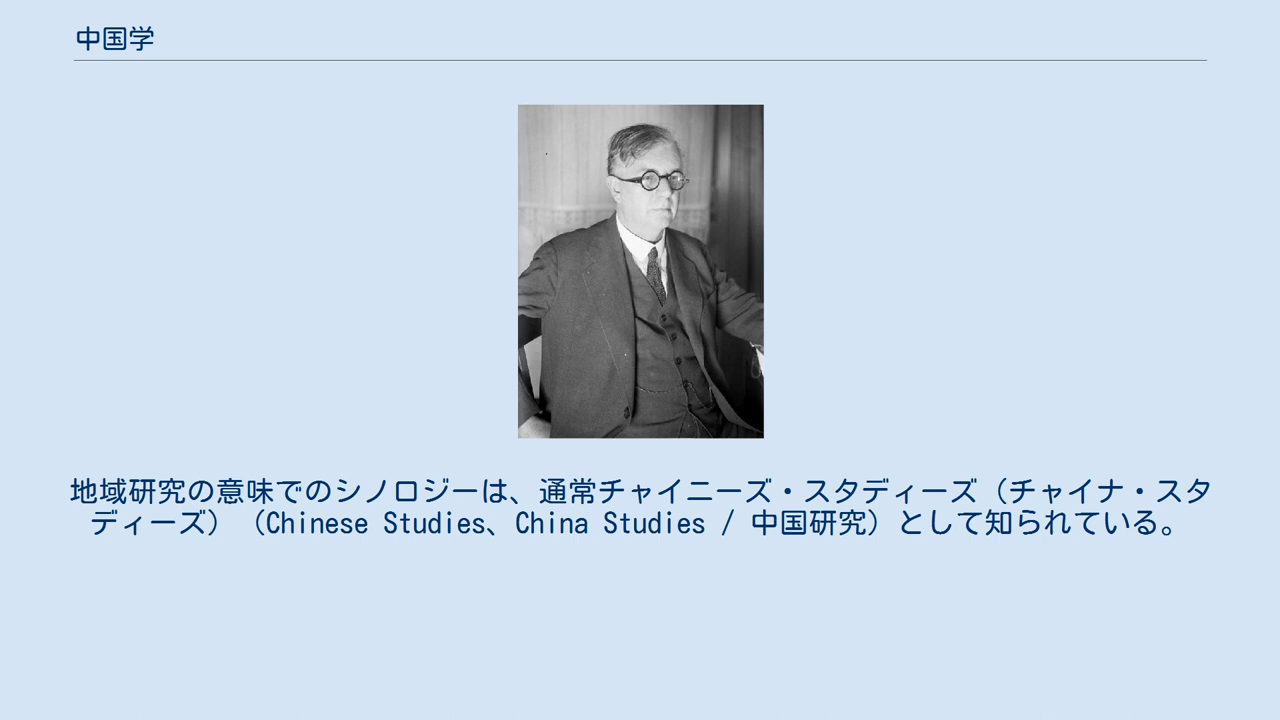 中国学
地域研究の意味でのシノロジーは、通常チャイニーズ・スタディーズ（チャイナ・スタ
ディーズ）（Chinese Studies、China Studies / 中国研究）として知られている。